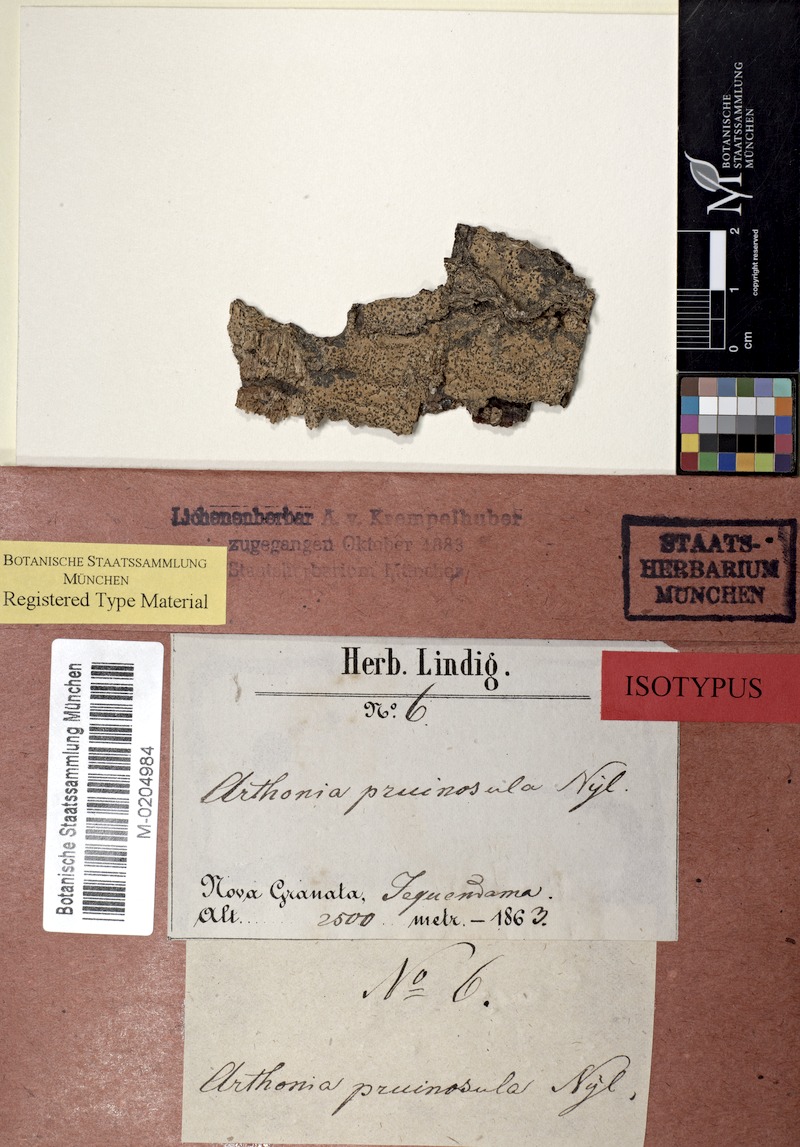 BOTANISCHE
STAATSSAMMLUNG
MÜNCHEN
0 1 2
cm
copyright reserved
Lichenenherbar A. v. Krempelhuber
zugegangen Oktober 1883
Staatsherbarium München
STAATS-
HERBARIUM
MÜNCHEN
BOTANISCHE STAATSSAMMLUNG
MÜNCHEN
Registered Type Material
Botanische Staatssammlung München
M-0204984
Herb. Lindig.
No. 6
ISOTYPUS
Arthonia pruinosula Nyl.
Nova Granata, Tequendama.
Alt. 2500 metr. – 1863.
No 6.
Arthonia pruinosula Nyl.